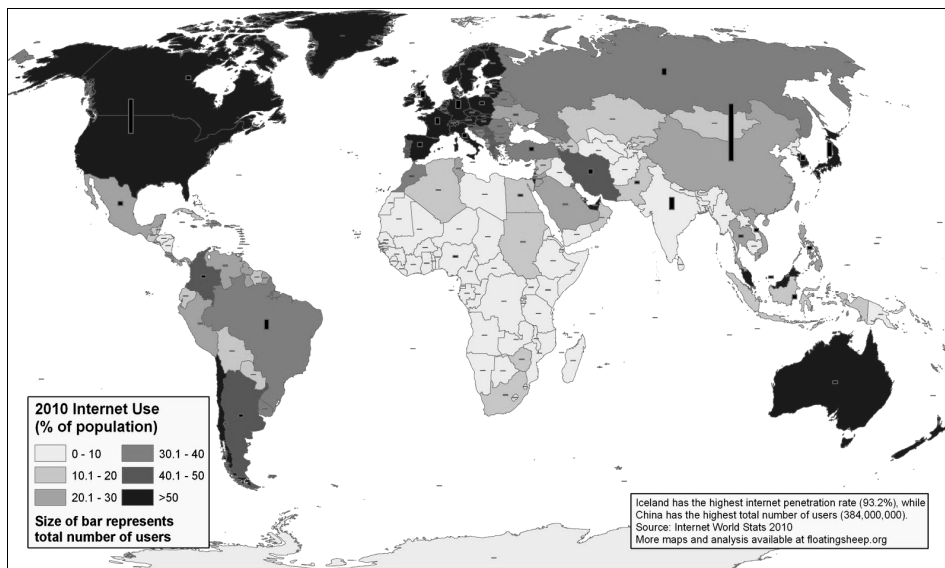 2010 Internet Use
(% of population)
0 - 10
10.1 - 20
20.1 - 30
30.1 - 40
40.1 - 50
>50
Size of bar represents
total number of users
Iceland has the highest internet penetration rate (93.2%), while
China has the highest total number of users (384,000,000).
Source: Internet World Stats 2010
More maps and analysis available at floatingsheep.org